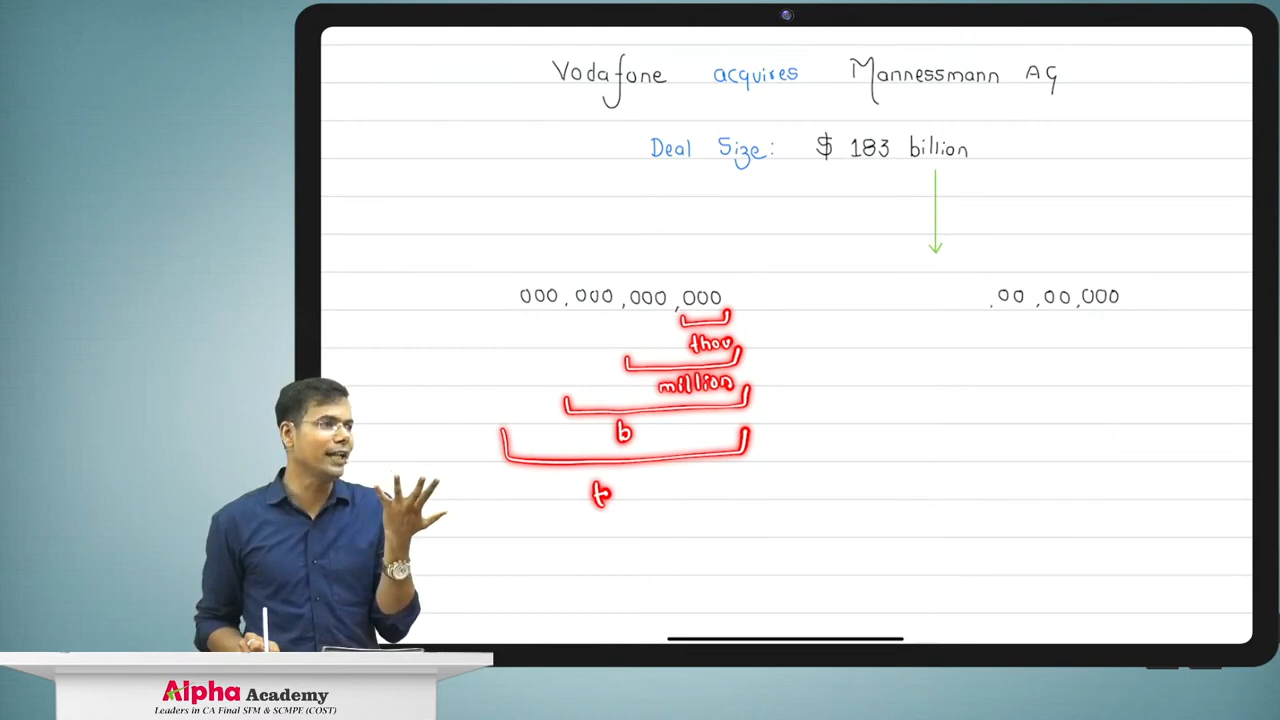 Vodafone acquires Mannessmann AG
Deal Size: $ 183 billion
000,000,000,000
,00,00,000
thou
million
b
t
Alpha Academy
Leaders in CA Final SFM & SCMPE (COST)